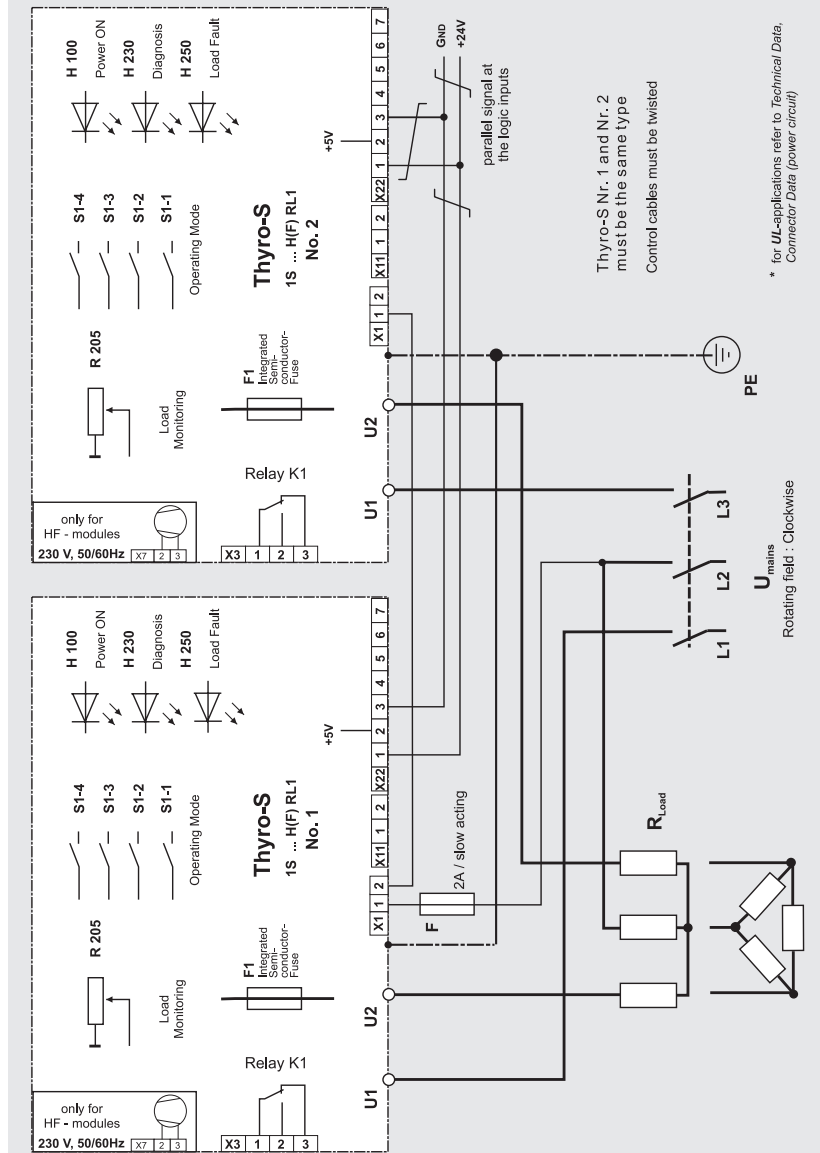 H 100
Power ON
H 230
Diagnosis
H 250
Load Fault
S1-4
S1-3
S1-2
S1-1
Operating Mode
R 205
Load
Monitoring
Thyro-S
1S ... H(F) RL1
No. 2
F1
Integrated
Semi-
conductor-
Fuse
Relay K1
only for
HF - modules
230 V, 50/60Hz
X7 2 3
X3 1 2 3
U1
U2
X1 1 2
X11 1 2
X22 1 2 3 4 5 6 7
+5V
GND
+24V
parallel signal at
the logic inputs
Thyro-S Nr. 1 and Nr. 2
must be the same type
Control cables must be twisted
* for UL-applications refer to Technical Data,
Connector Data (power circuit)
PE
H 100
Power ON
H 230
Diagnosis
H 250
Load Fault
S1-4
S1-3
S1-2
S1-1
Operating Mode
R 205
Load
Monitoring
Thyro-S
1S ... H(F) RL1
No. 1
F1
Integrated
Semi-
conductor-
Fuse
Relay K1
only for
HF - modules
230 V, 50/60Hz
X7 2 3
X3 1 2 3
U1
U2
X1 1 2
X11 1 2
X22 1 2 3 4 5 6 7
+5V
F
2A / slow acting
RLoad
L1
L2
L3
Umains
Rotating field : Clockwise